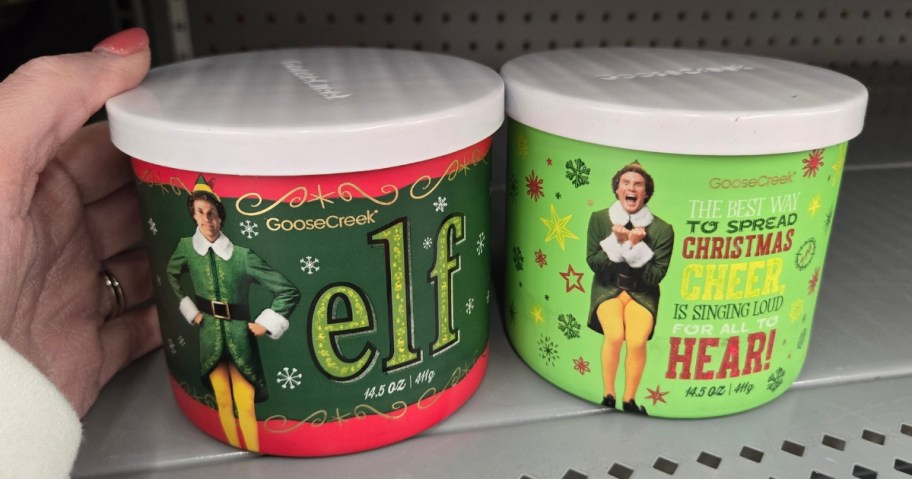 GooseCreek
elf
14.5 OZ | 411g
GooseCreek
THE BEST WAY
TO SPREAD
CHRISTMAS
CHEER,
IS SINGING LOUD
FOR ALL TO
HEAR!
14.5 OZ | 411g